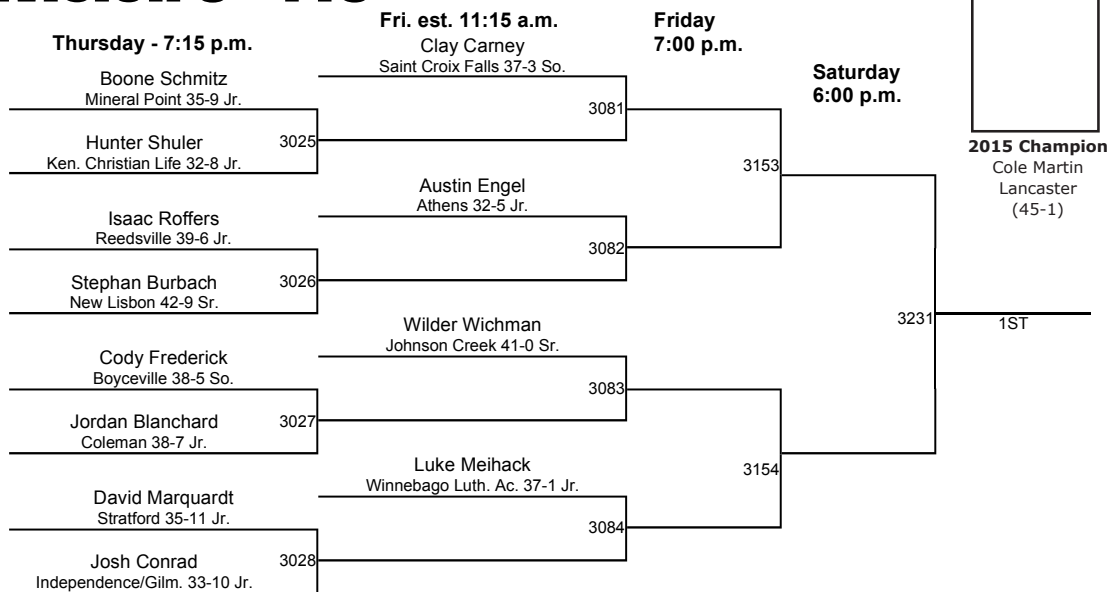 Thursday - 7:15 p.m.
Fri. est. 11:15 a.m.
Friday
7:00 p.m.
Saturday
6:00 p.m.
Boone Schmitz
Mineral Point 35-9 Jr.
Hunter Shuler
Ken. Christian Life 32-8 Jr.
3025
Isaac Roffers
Reedsville 39-6 Jr.
Stephan Burbach
New Lisbon 42-9 Sr.
3026
Cody Frederick
Boyceville 38-5 So.
Jordan Blanchard
Coleman 38-7 Jr.
3027
David Marquardt
Stratford 35-11 Jr.
Josh Conrad
Independence/Gilm. 33-10 Jr.
3028
Clay Carney
Saint Croix Falls 37-3 So.
3081
Austin Engel
Athens 32-5 Jr.
3082
Wilder Wichman
Johnson Creek 41-0 Sr.
3083
Luke Meihack
Winnebago Luth. Ac. 37-1 Jr.
3084
3153
3154
3231
1ST
2015 Champion
Cole Martin
Lancaster
(45-1)